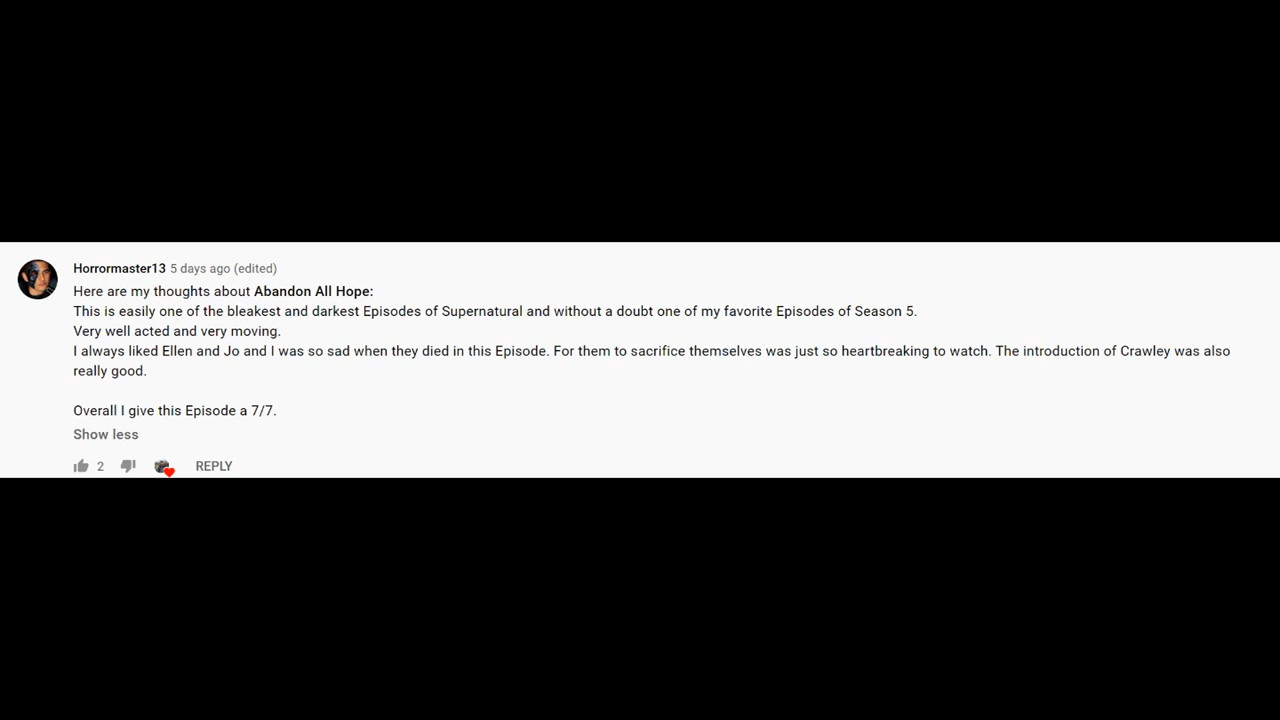 Horrormaster13 5 days ago (edited)
Here are my thoughts about Abandon All Hope:
This is easily one of the bleakest and darkest Episodes of Supernatural and without a doubt one of my favorite Episodes of Season 5.
Very well acted and very moving.
I always liked Ellen and Jo and I was so sad when they died in this Episode. For them to sacrifice themselves was just so heartbreaking to watch. The introduction of Crawley was also
really good.
Overall I give this Episode a 7/7.
Show less
2 REPLY